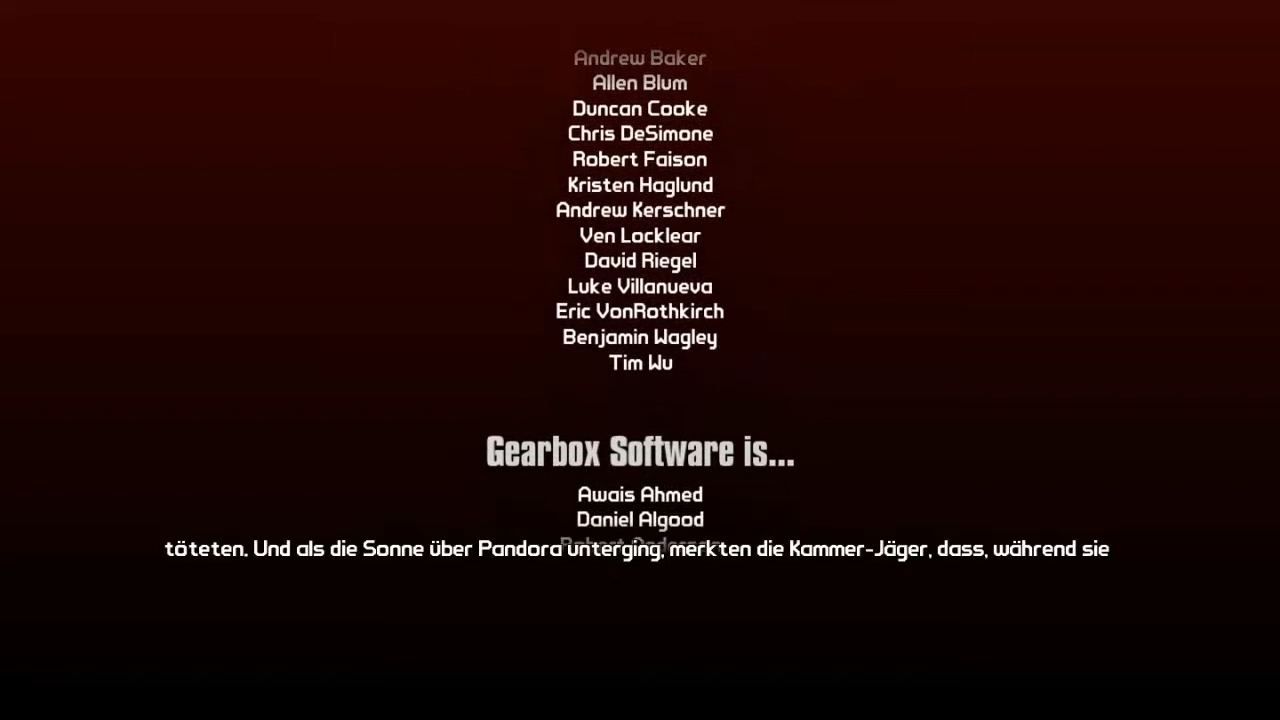 Andrew Baker
Allen Blum
Duncan Cooke
Chris DeSimone
Robert Faison
Kristen Haglund
Andrew Kerschner
Ven Locklear
David Riegel
Luke Villanueva
Eric VonRothkirch
Benjamin Wagley
Tim Wu
Gearbox Software is...
Awais Ahmed
Daniel Algood
töteten. Und als die Sonne über Pandora unterging, merkten die Kammer-Jäger, dass, während sie